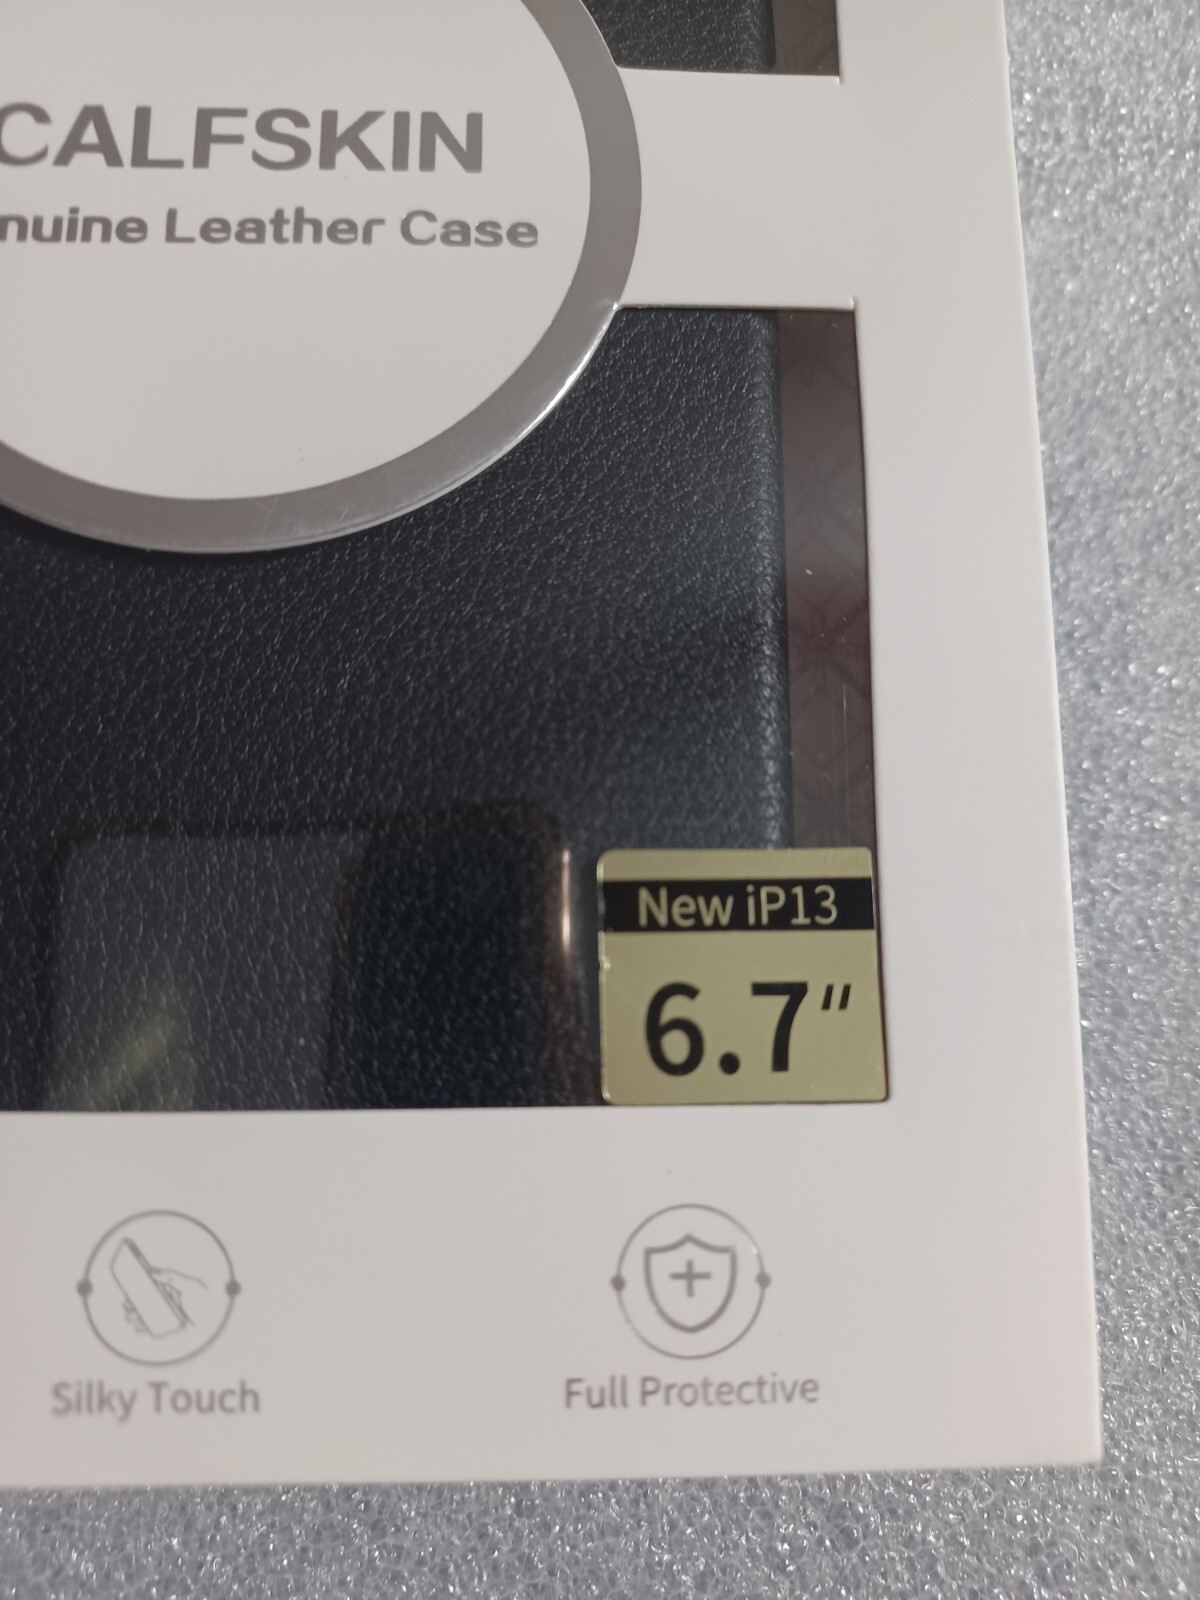 CALFSKIN
nuine Leather Case
New iP13
6.7"
Silky Touch
Full Protective